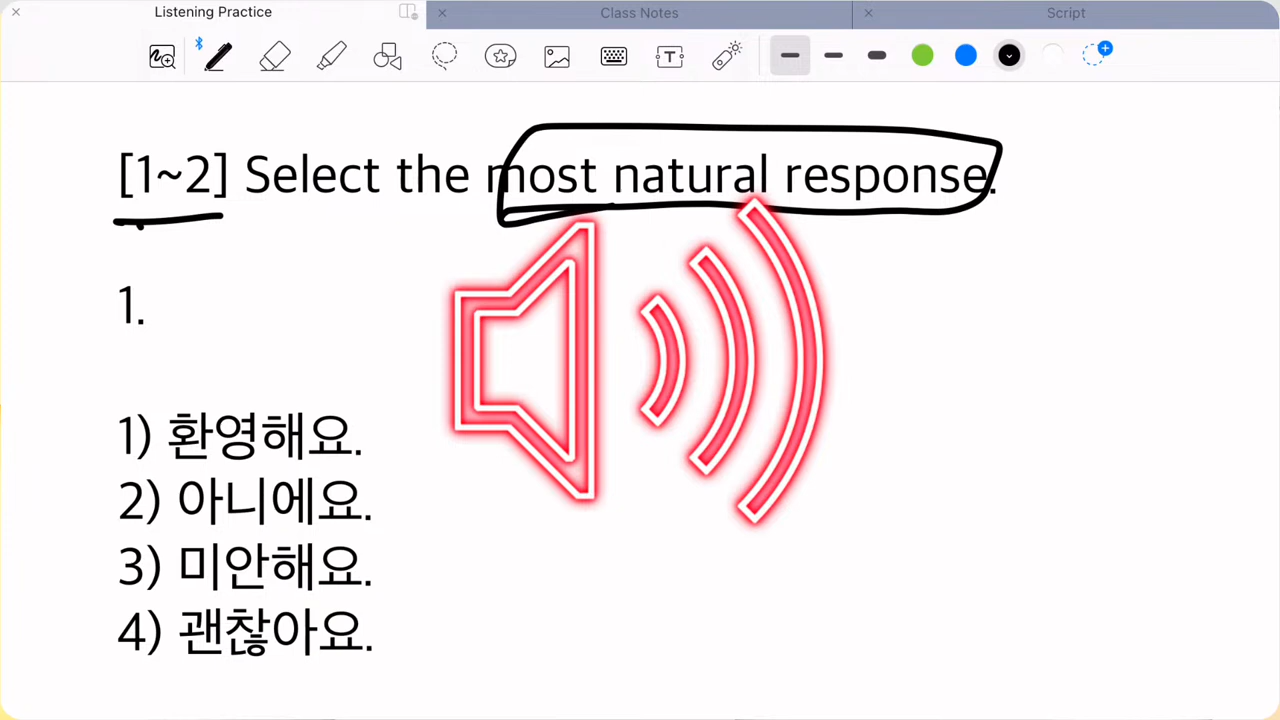 Listening Practice
Class Notes
Script
T
[1~2] Select the most natural response.
1.
1) 환영해요.
2) 아니에요.
3) 미안해요.
4) 괜찮아요.